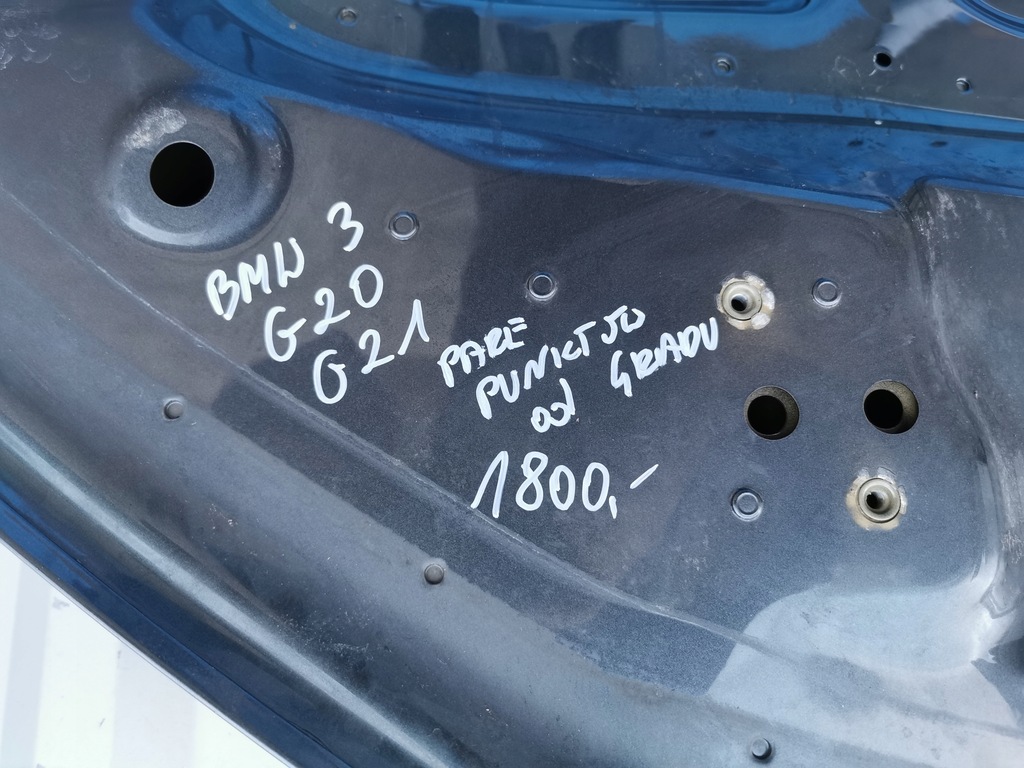 BMW 3
G20
G21
PARE
PUNKTÓW
od GRADU
1800,-